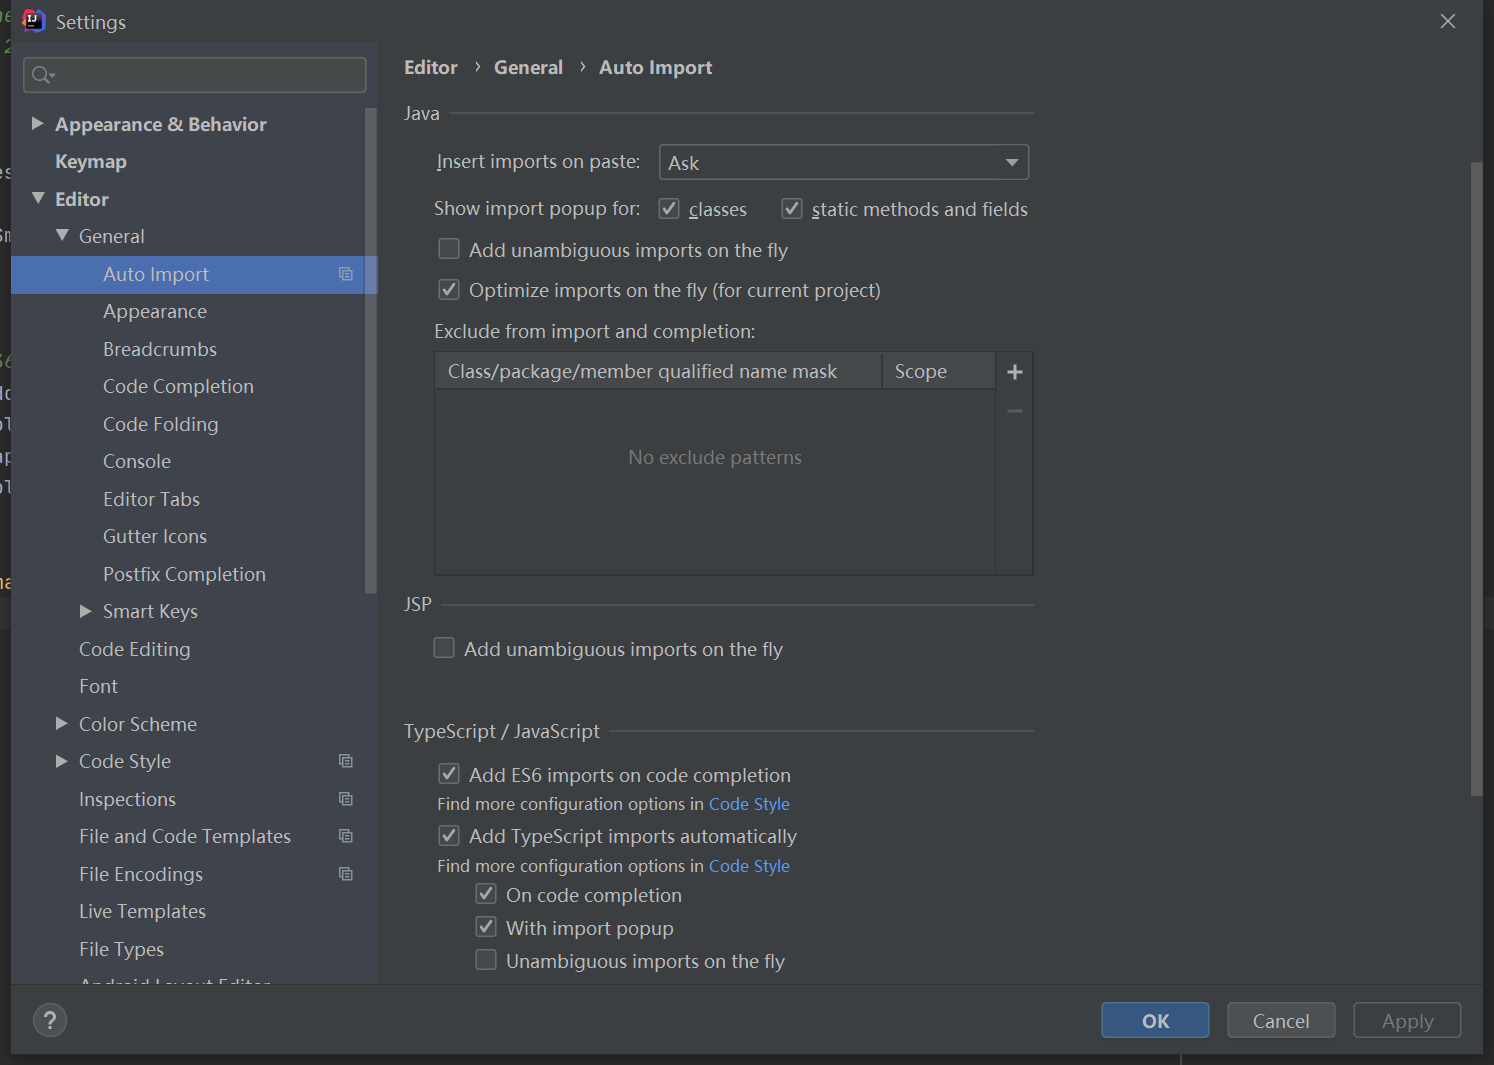 Settings
Appearance & Behavior
Keymap
Editor
General
Auto Import
Appearance
Breadcrumbs
Code Completion
Code Folding
Console
Editor Tabs
Gutter Icons
Postfix Completion
Smart Keys
Code Editing
Font
Color Scheme
Code Style
Inspections
File and Code Templates
File Encodings
Live Templates
File Types
Android Layout Editor
Editor › General › Auto Import
Java
Insert imports on paste: Ask
Show import popup for: classes static methods and fields
Add unambiguous imports on the fly
Optimize imports on the fly (for current project)
Exclude from import and completion:
Class/package/member qualified name mask Scope
No exclude patterns
JSP
Add unambiguous imports on the fly
TypeScript / JavaScript
Add ES6 imports on code completion
Find more configuration options in Code Style
Add TypeScript imports automatically
Find more configuration options in Code Style
On code completion
With import popup
Unambiguous imports on the fly
? OK Cancel Apply